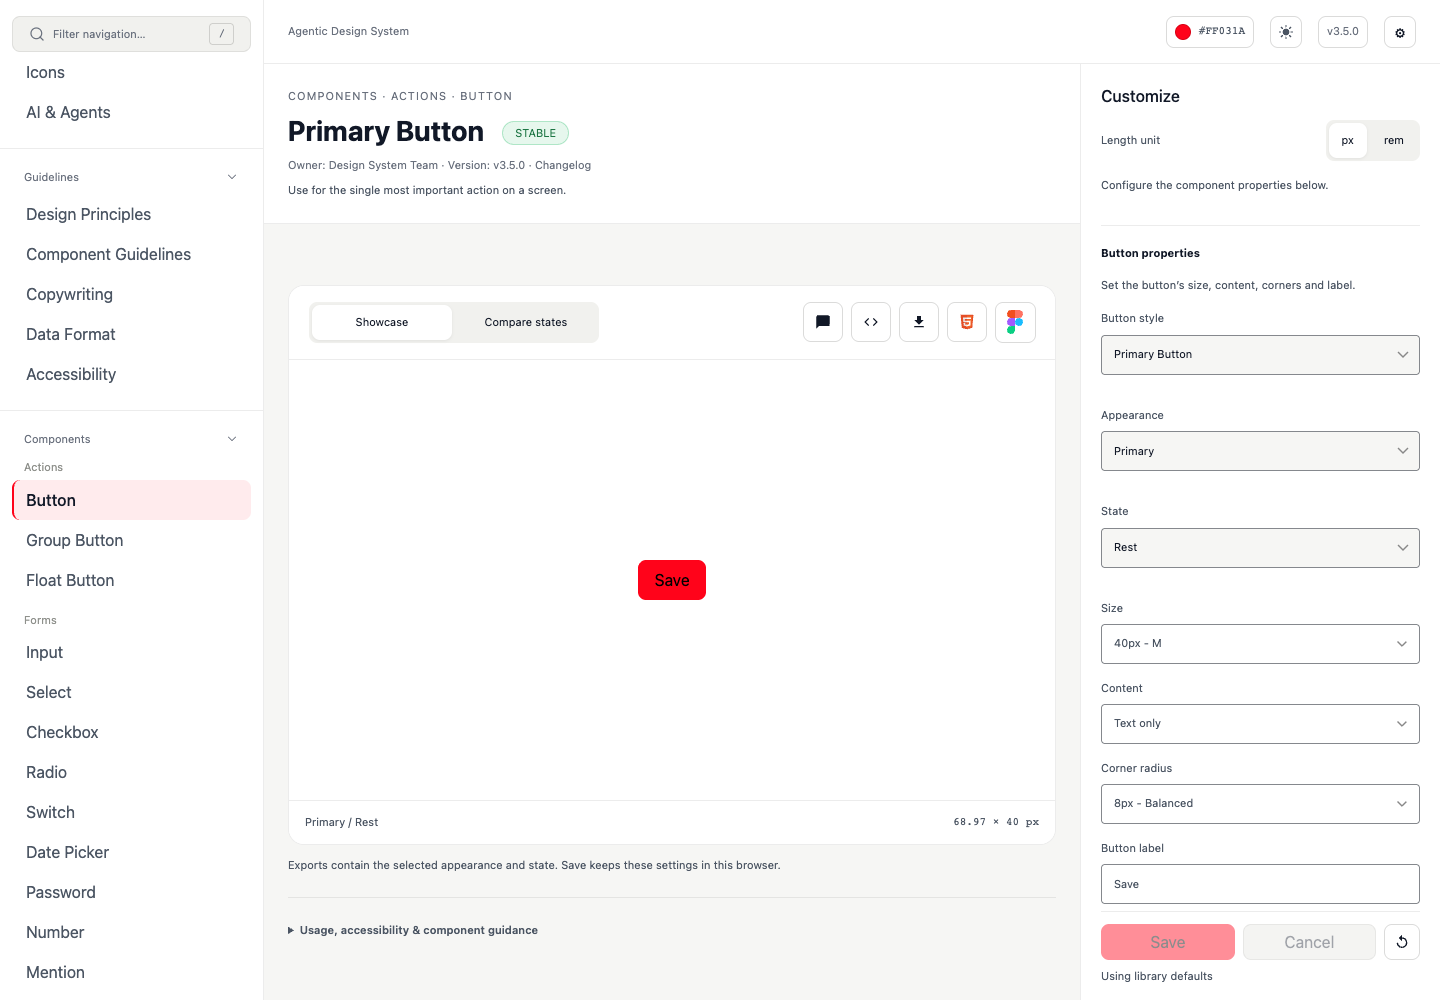 Filter navigation...
/
Icons
AI & Agents
Guidelines
Design Principles
Component Guidelines
Copywriting
Data Format
Accessibility
Components
Actions
Button
Group Button
Float Button
Forms
Input
Select
Checkbox
Radio
Switch
Date Picker
Password
Number
Mention
Agentic Design System
#FF031A
v3.5.0
COMPONENTS · ACTIONS · BUTTON
Primary Button
STABLE
Owner: Design System Team · Version: v3.5.0 · Changelog
Use for the single most important action on a screen.
Showcase
Compare states
Save
Primary / Rest
68.97 × 40 px
Exports contain the selected appearance and state. Save keeps these settings in this browser.
Usage, accessibility & component guidance
Customize
Length unit
px
rem
Configure the component properties below.
Button properties
Set the button's size, content, corners and label.
Button style
Primary Button
Appearance
Primary
State
Rest
Size
40px - M
Content
Text only
Corner radius
8px - Balanced
Button label
Save
Save
Cancel
Using library defaults